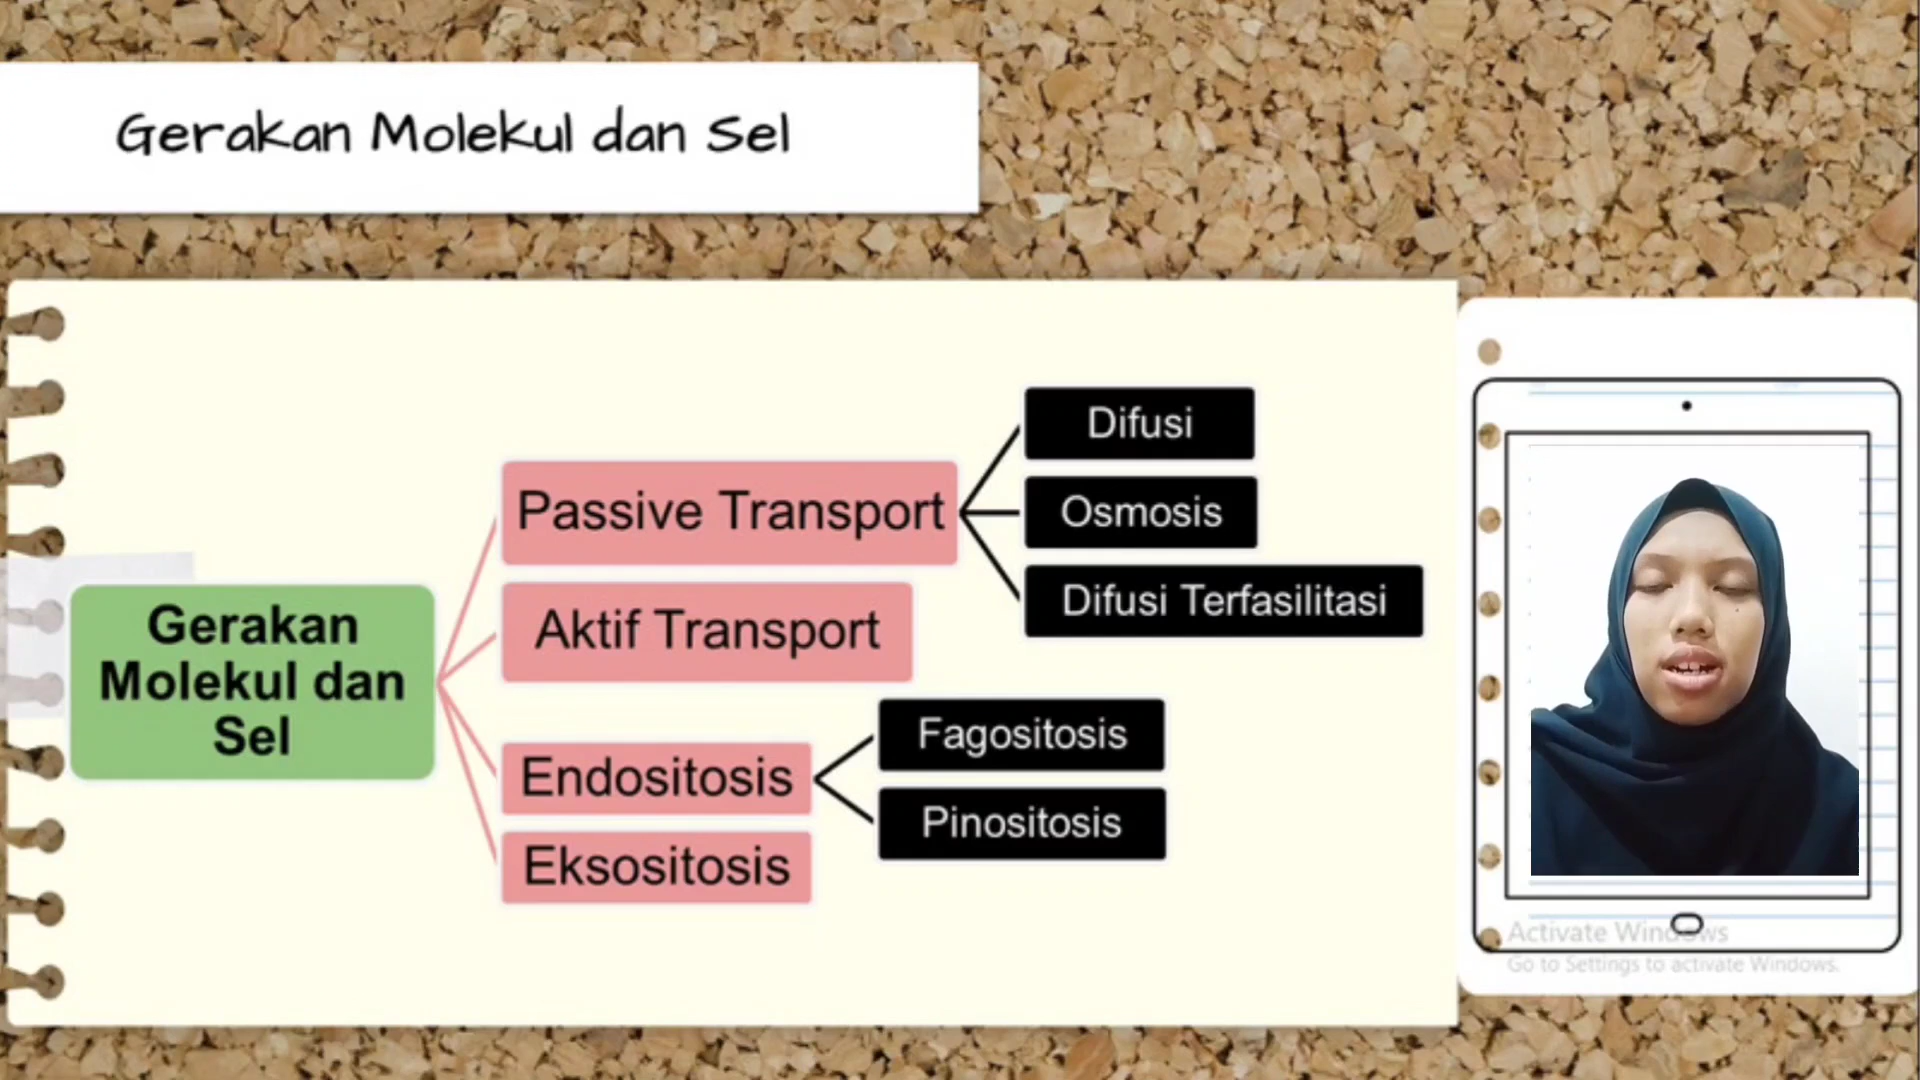 Gerakan Molekul dan Sel
Difusi
Passive Transport
Osmosis
Difusi Terfasilitasi
Aktif Transport
Gerakan
Molekul dan
Sel
Fagositosis
Endositosis
Pinositosis
Eksositosis
Activate Windows
Go to Settings to activate Windows.